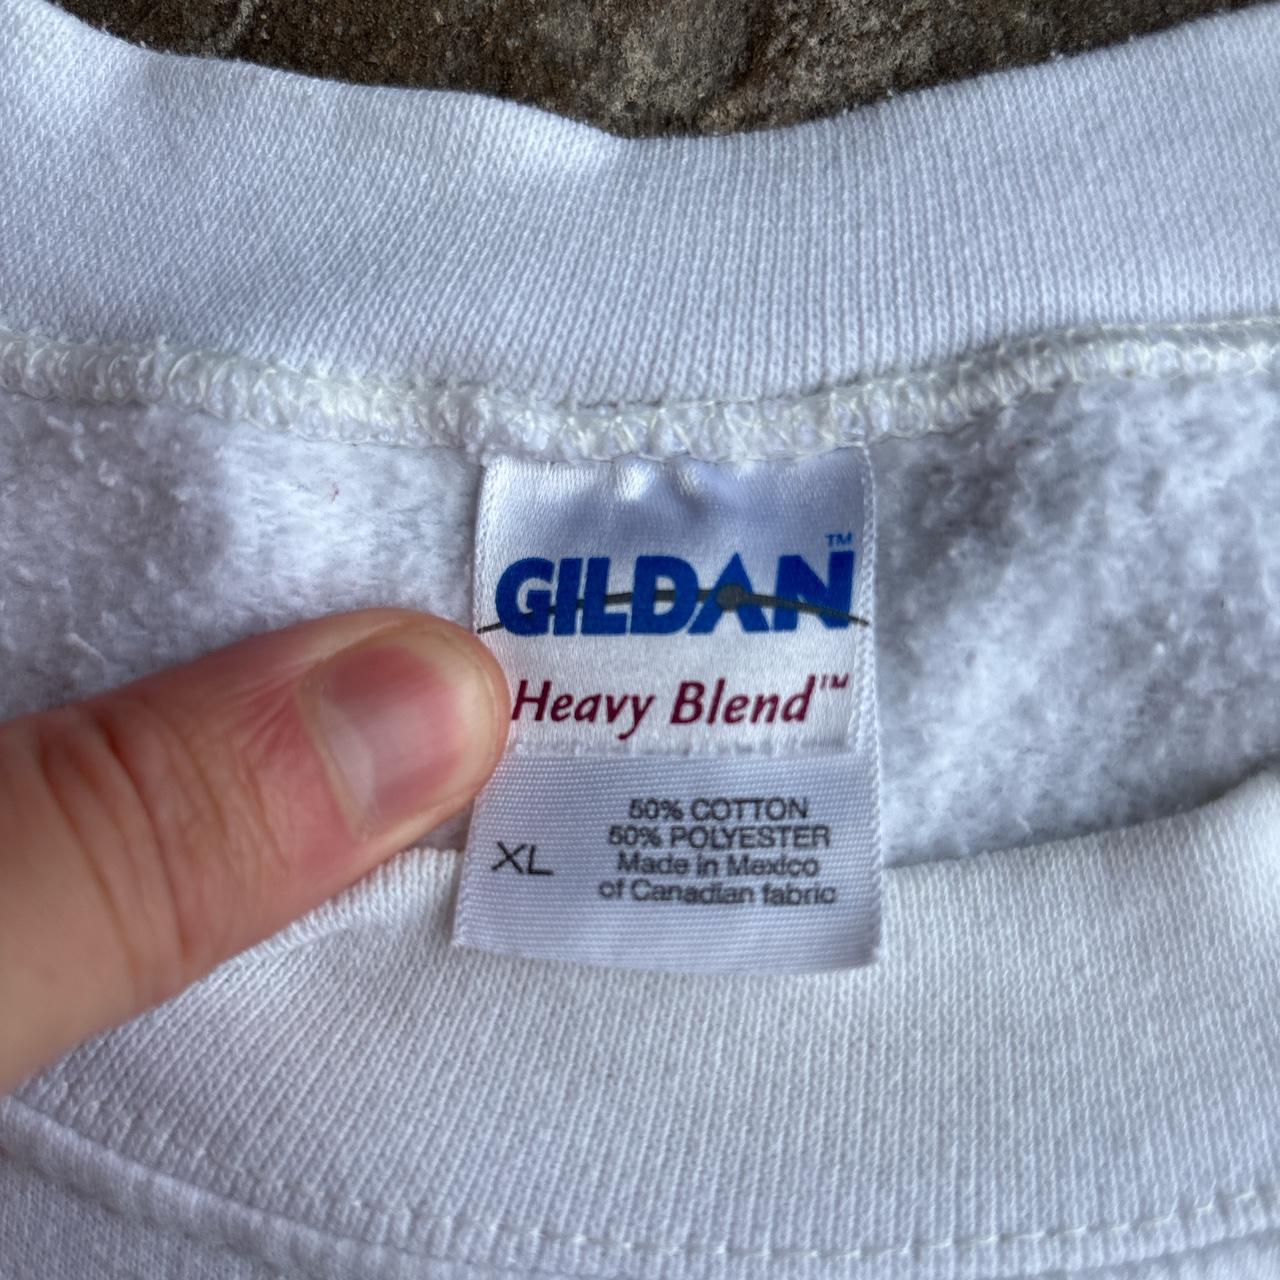 GILDAN™
Heavy Blend™
XL
50% COTTON
50% POLYESTER
Made in Mexico
of Canadian fabric